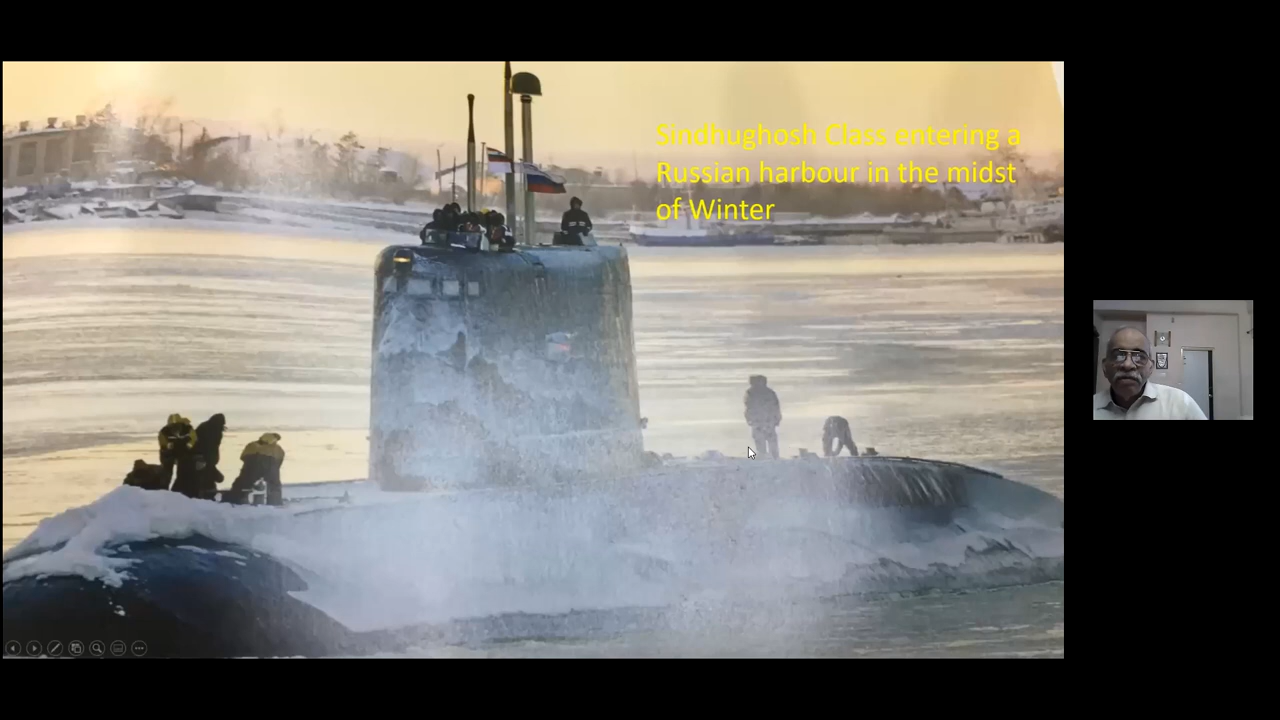 Sindhughosh Class entering a
Russian harbour in the midst
of Winter